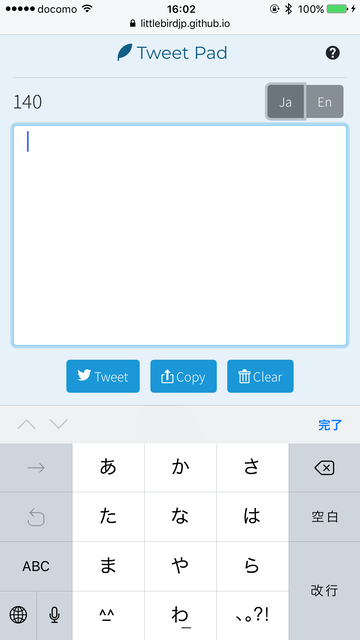 docomo 16:02 100%
littlebirdjp.github.io
Tweet Pad
140 Ja En
Tweet Copy Clear
完了
→ あ か さ
た な は 空白
ABC ま や ら 改行
^^ わ_ 、。?!